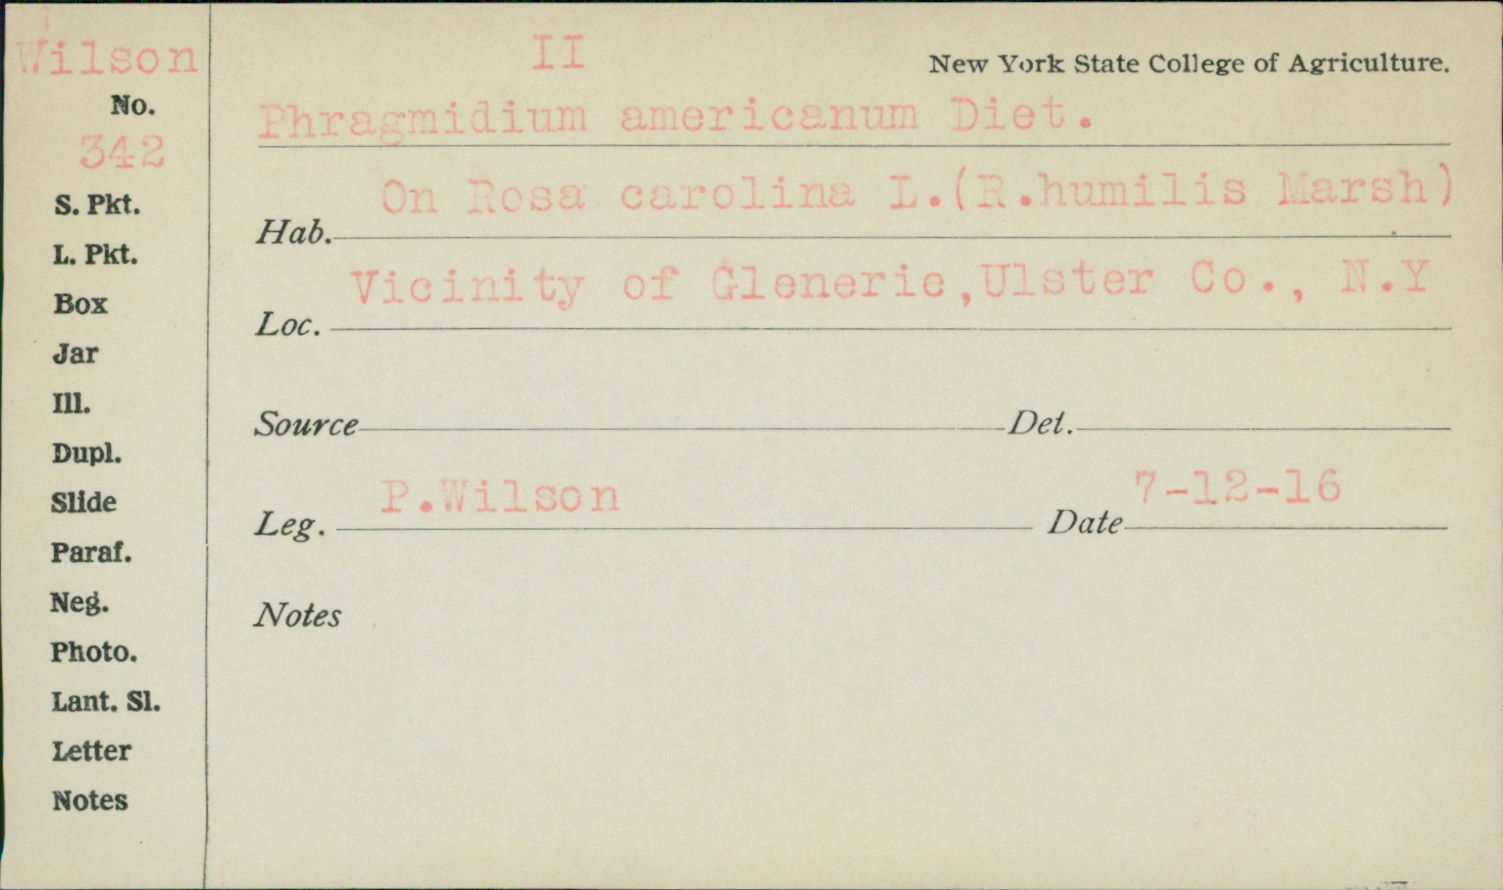 Wilson
No.
342
S. Pkt.
L. Pkt.
Box
Jar
Ill.
Dupl.
Slide
Paraf.
Neg.
Photo.
Lant. Sl.
Letter
Notes
II
New York State College of Agriculture.
Phragmidium americanum Diet.
Hab. On Rosa carolina L.(R.humilis Marsh)
Loc. Vicinity of Glenerie,Ulster Co., N.Y
Source Det.
Leg. P.Wilson Date 7-12-16
Notes